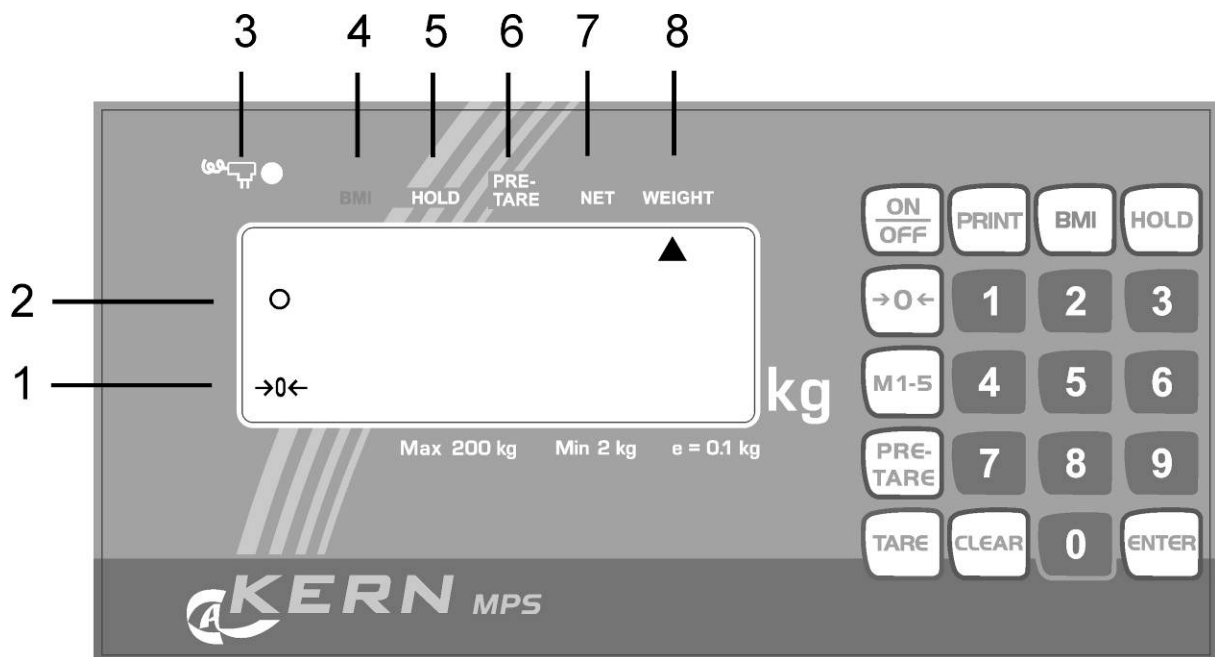 3 4 5 6 7 8
BMI HOLD PRE-TARE NET WEIGHT
2
1 →0← kg
Max 200 kg Min 2 kg e = 0.1 kg
ON
OFF PRINT BMI HOLD
→0← 1 2 3
M1-5 4 5 6
PRE-
TARE 7 8 9
TARE CLEAR 0 ENTER
KERN MPS